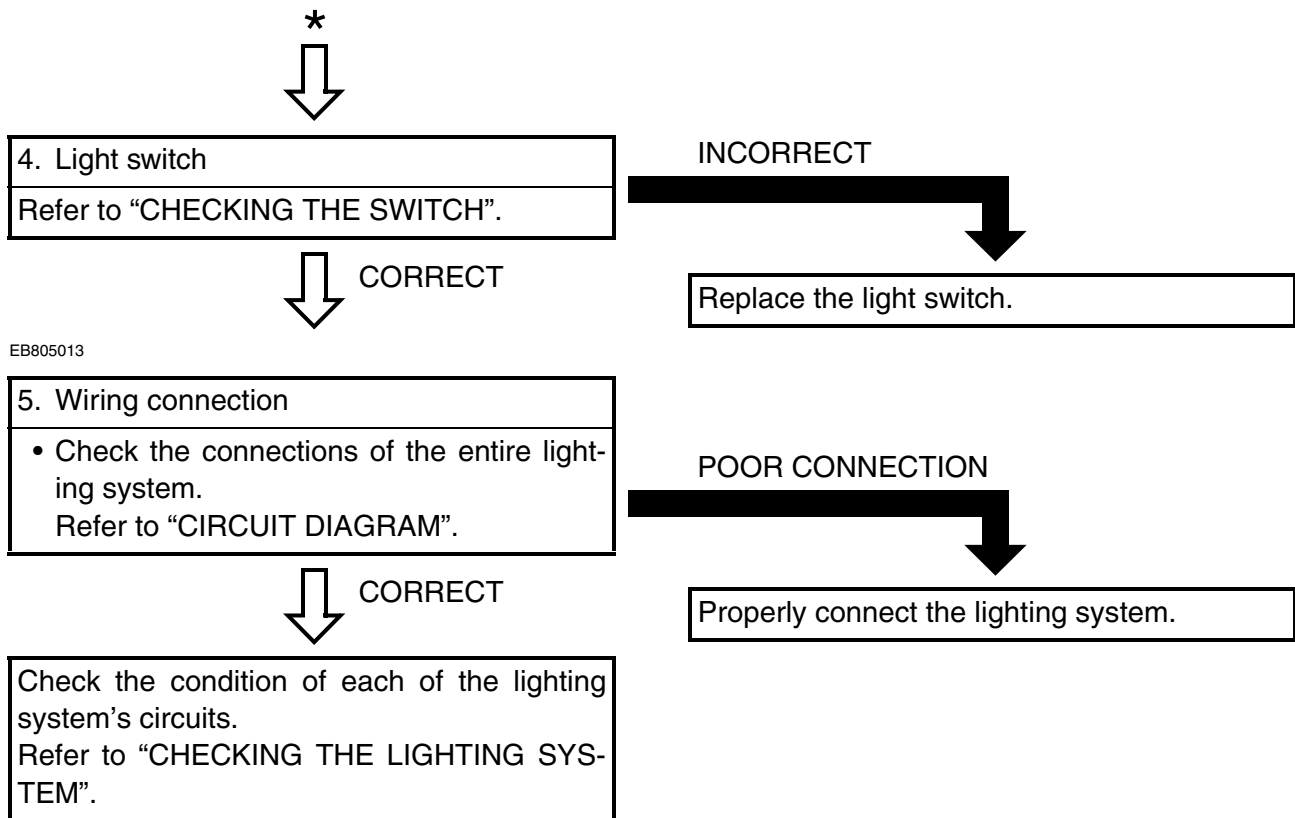 *
4. Light switch
Refer to “CHECKING THE SWITCH”.
INCORRECT
CORRECT
Replace the light switch.
EB805013
5. Wiring connection
• Check the connections of the entire light-
ing system.
Refer to “CIRCUIT DIAGRAM”.
POOR CONNECTION
CORRECT
Properly connect the lighting system.
Check the condition of each of the lighting
system’s circuits.
Refer to “CHECKING THE LIGHTING SYS-
TEM”.